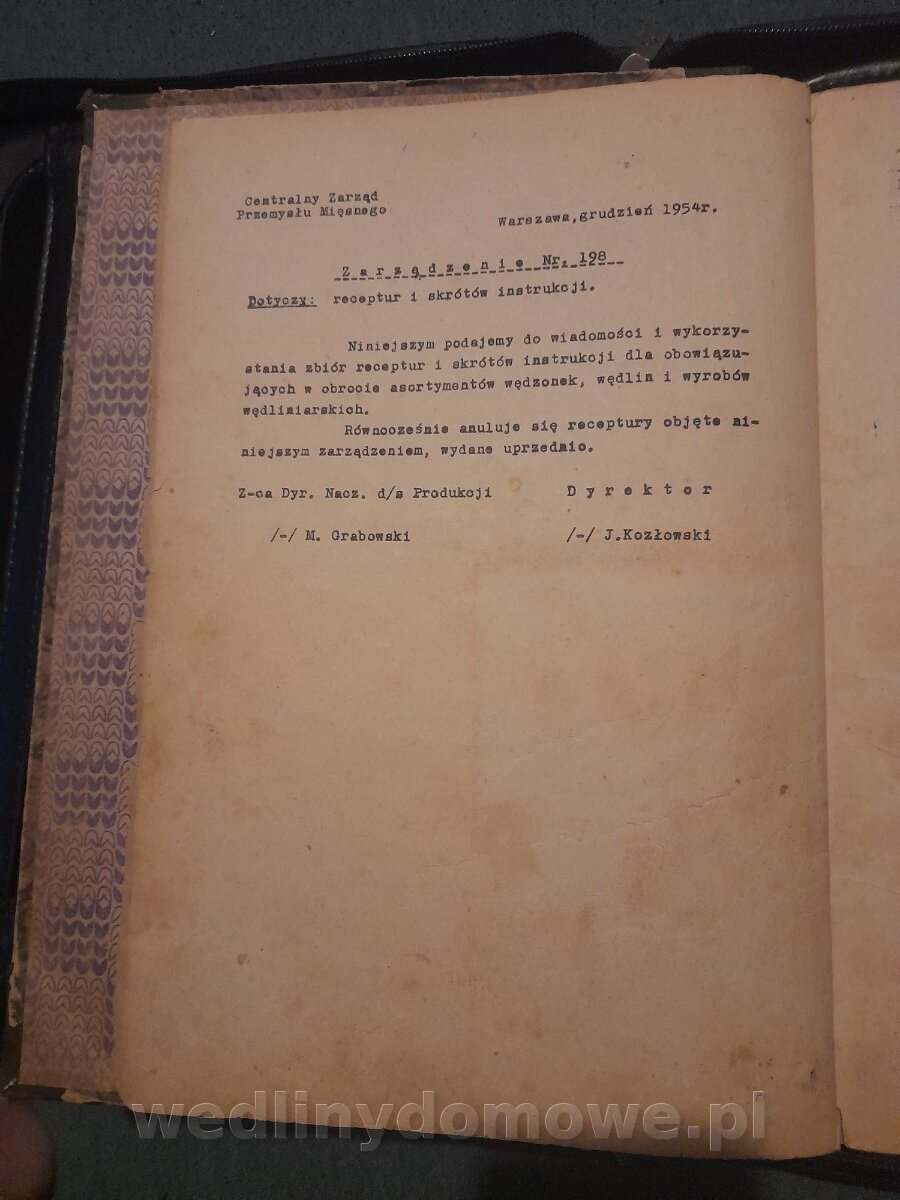 Centralny Zarząd
Przemysłu Mięsnego
Warszawa, grudzień 1954r.
Z a r z ą d z e n i e  Nr. 198
Dotyczy: receptur i skrótów instrukcji.
Niniejszym podajemy do wiadomości i wykorzy-
stania zbiór receptur i skrótów instrukcji dla obowiązu-
jących w obrocie asortymentów wędzonek, wędlin i wyrobów
wędliniarskich.
Równocześnie anuluje się receptury objęte ni-
niejszym zarządzeniem, wydane uprzednio.
Z-ca Dyr. Nacz. d/s Produkcji D y r e k t o r
/-/ M. Grabowski /-/ J.Kozłowski
wedlinydomowe.pl